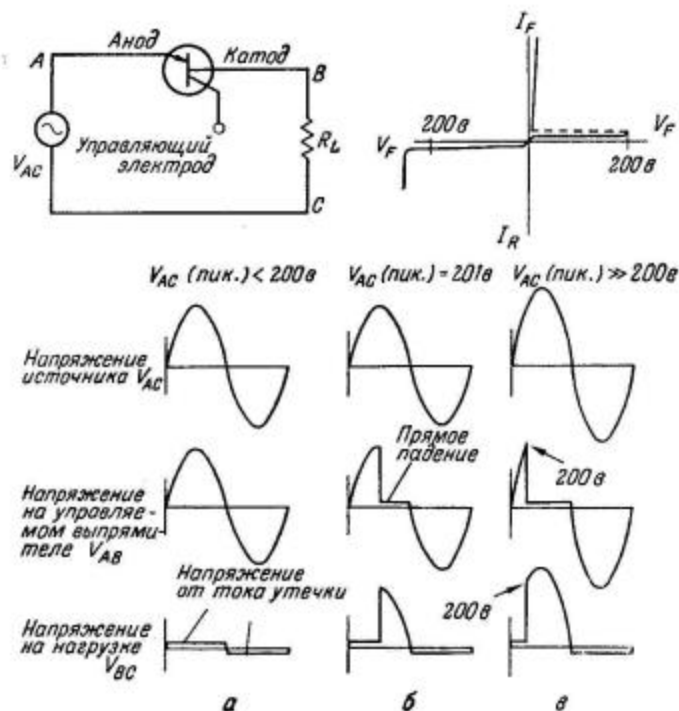 Анод
A
Катод
B
V_AC
Управляющий
электрод
R_L
C
I_F
200 в
V_F
V_F
200 в
I_R
V_AC (пик.) < 200 в
V_AC (пик.) = 201 в
V_AC (пик.) ≫ 200 в
Напряжение
источника V_AC
Прямое
падение
200 в
Напряжение
на управляе-
мом выпрями-
теле V_AB
Напряжение
от тока утечки
200 в
Напряжение
на нагрузке
V_BC
а
б
в